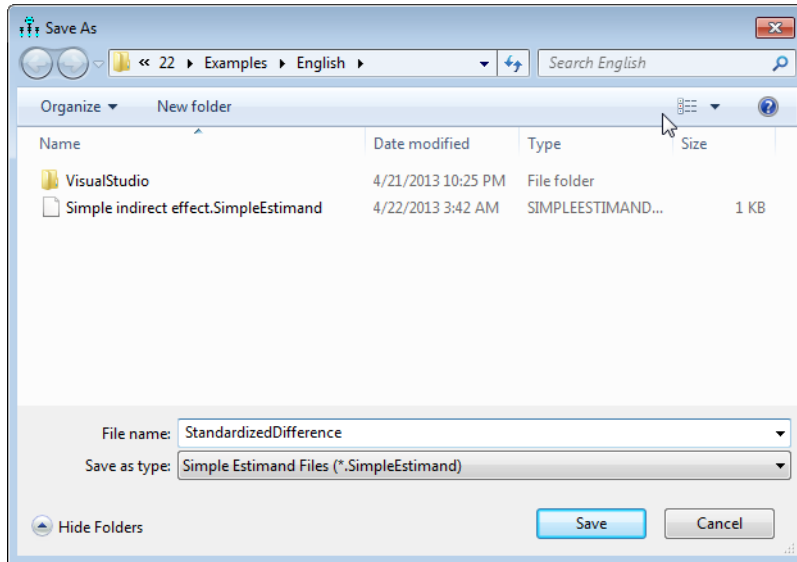 Save As
« 22 Examples English Search English
Organize New folder
Name Date modified Type Size
VisualStudio 4/21/2013 10:25 PM File folder
Simple indirect effect.SimpleEstimand 4/22/2013 3:42 AM SIMPLEESTIMAND... 1 KB
File name: StandardizedDifference
Save as type: Simple Estimand Files (*.SimpleEstimand)
Hide Folders Save Cancel